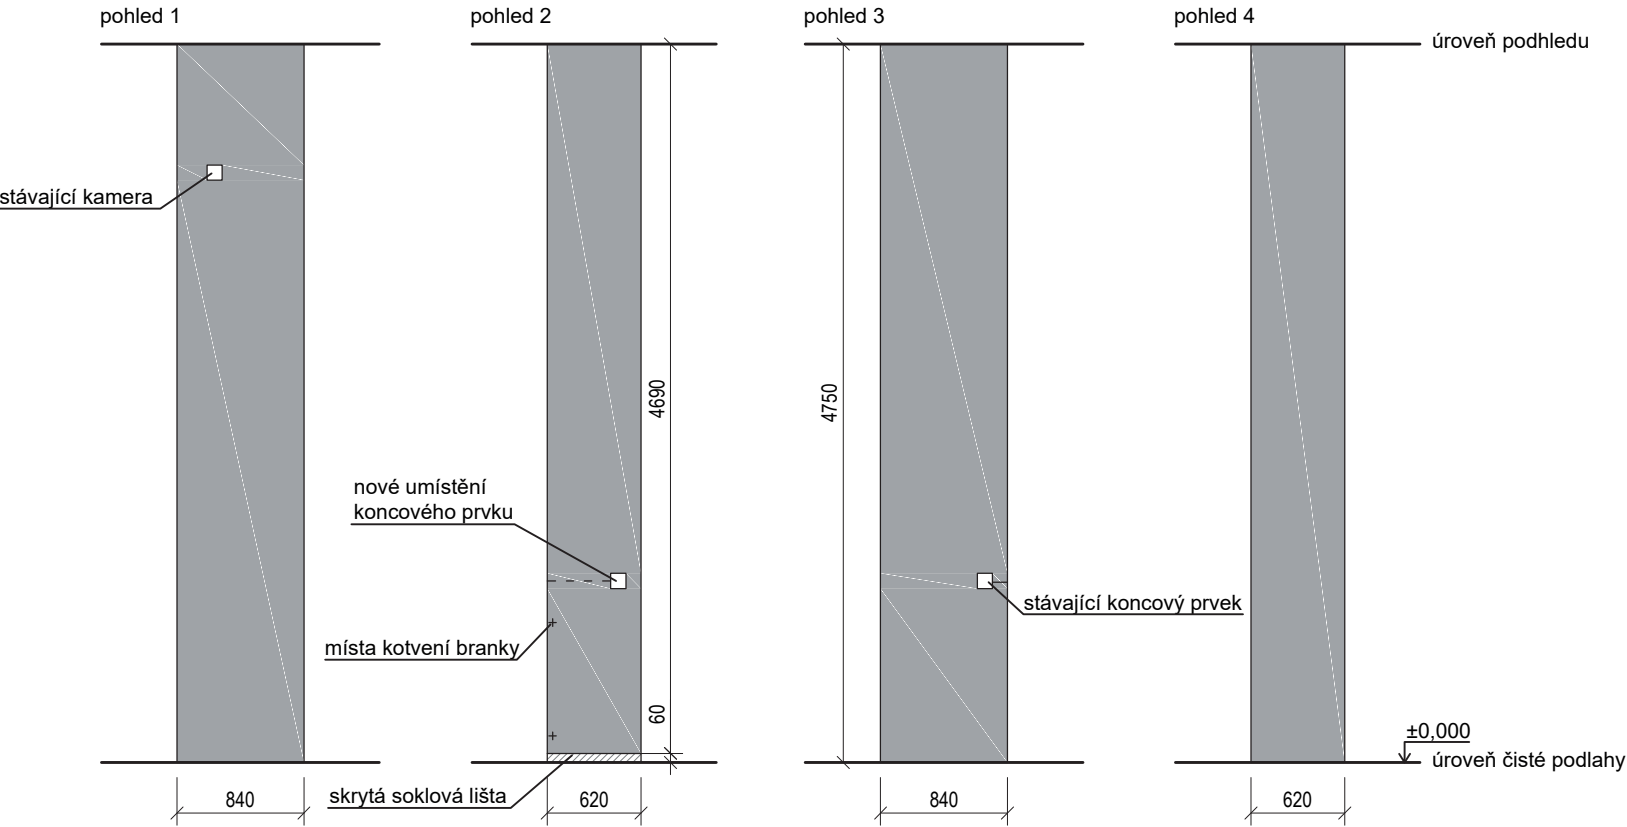 pohled 1
pohled 2
pohled 3
pohled 4
úroveň podhledu
stávající kamera
4690
4750
nové umístění
koncového prvku
stávající koncový prvek
místa kotvení branky
60
±0,000
úroveň čisté podlahy
840
skrytá soklová lišta
620
840
620